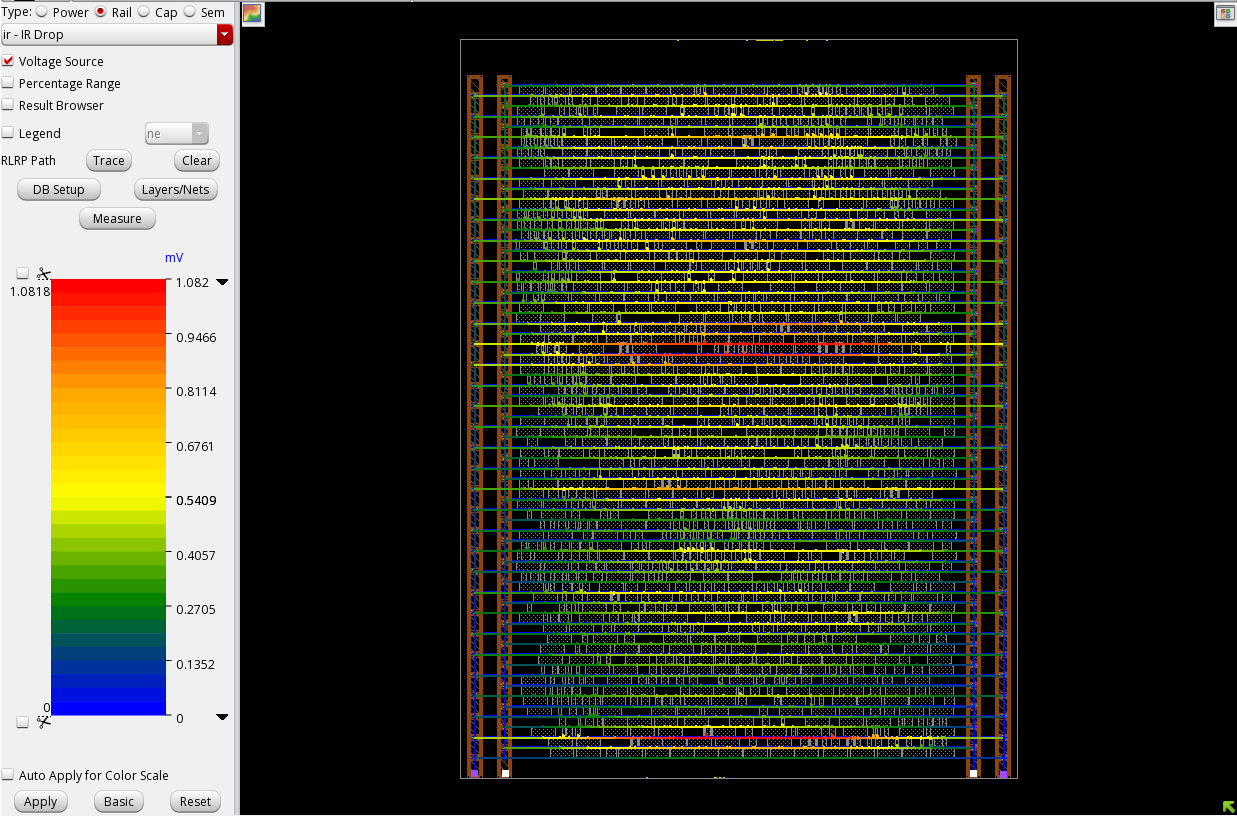 Type: Power Rail Cap Sem
ir - IR Drop
Voltage Source
Percentage Range
Result Browser
Legend ne
RLRP Path Trace Clear
DB Setup Layers/Nets
Measure
mV
1.0818 1.082
0.9466
0.8114
0.6761
0.5409
0.4057
0.2705
0.1352
0 0
Auto Apply for Color Scale
Apply Basic Reset